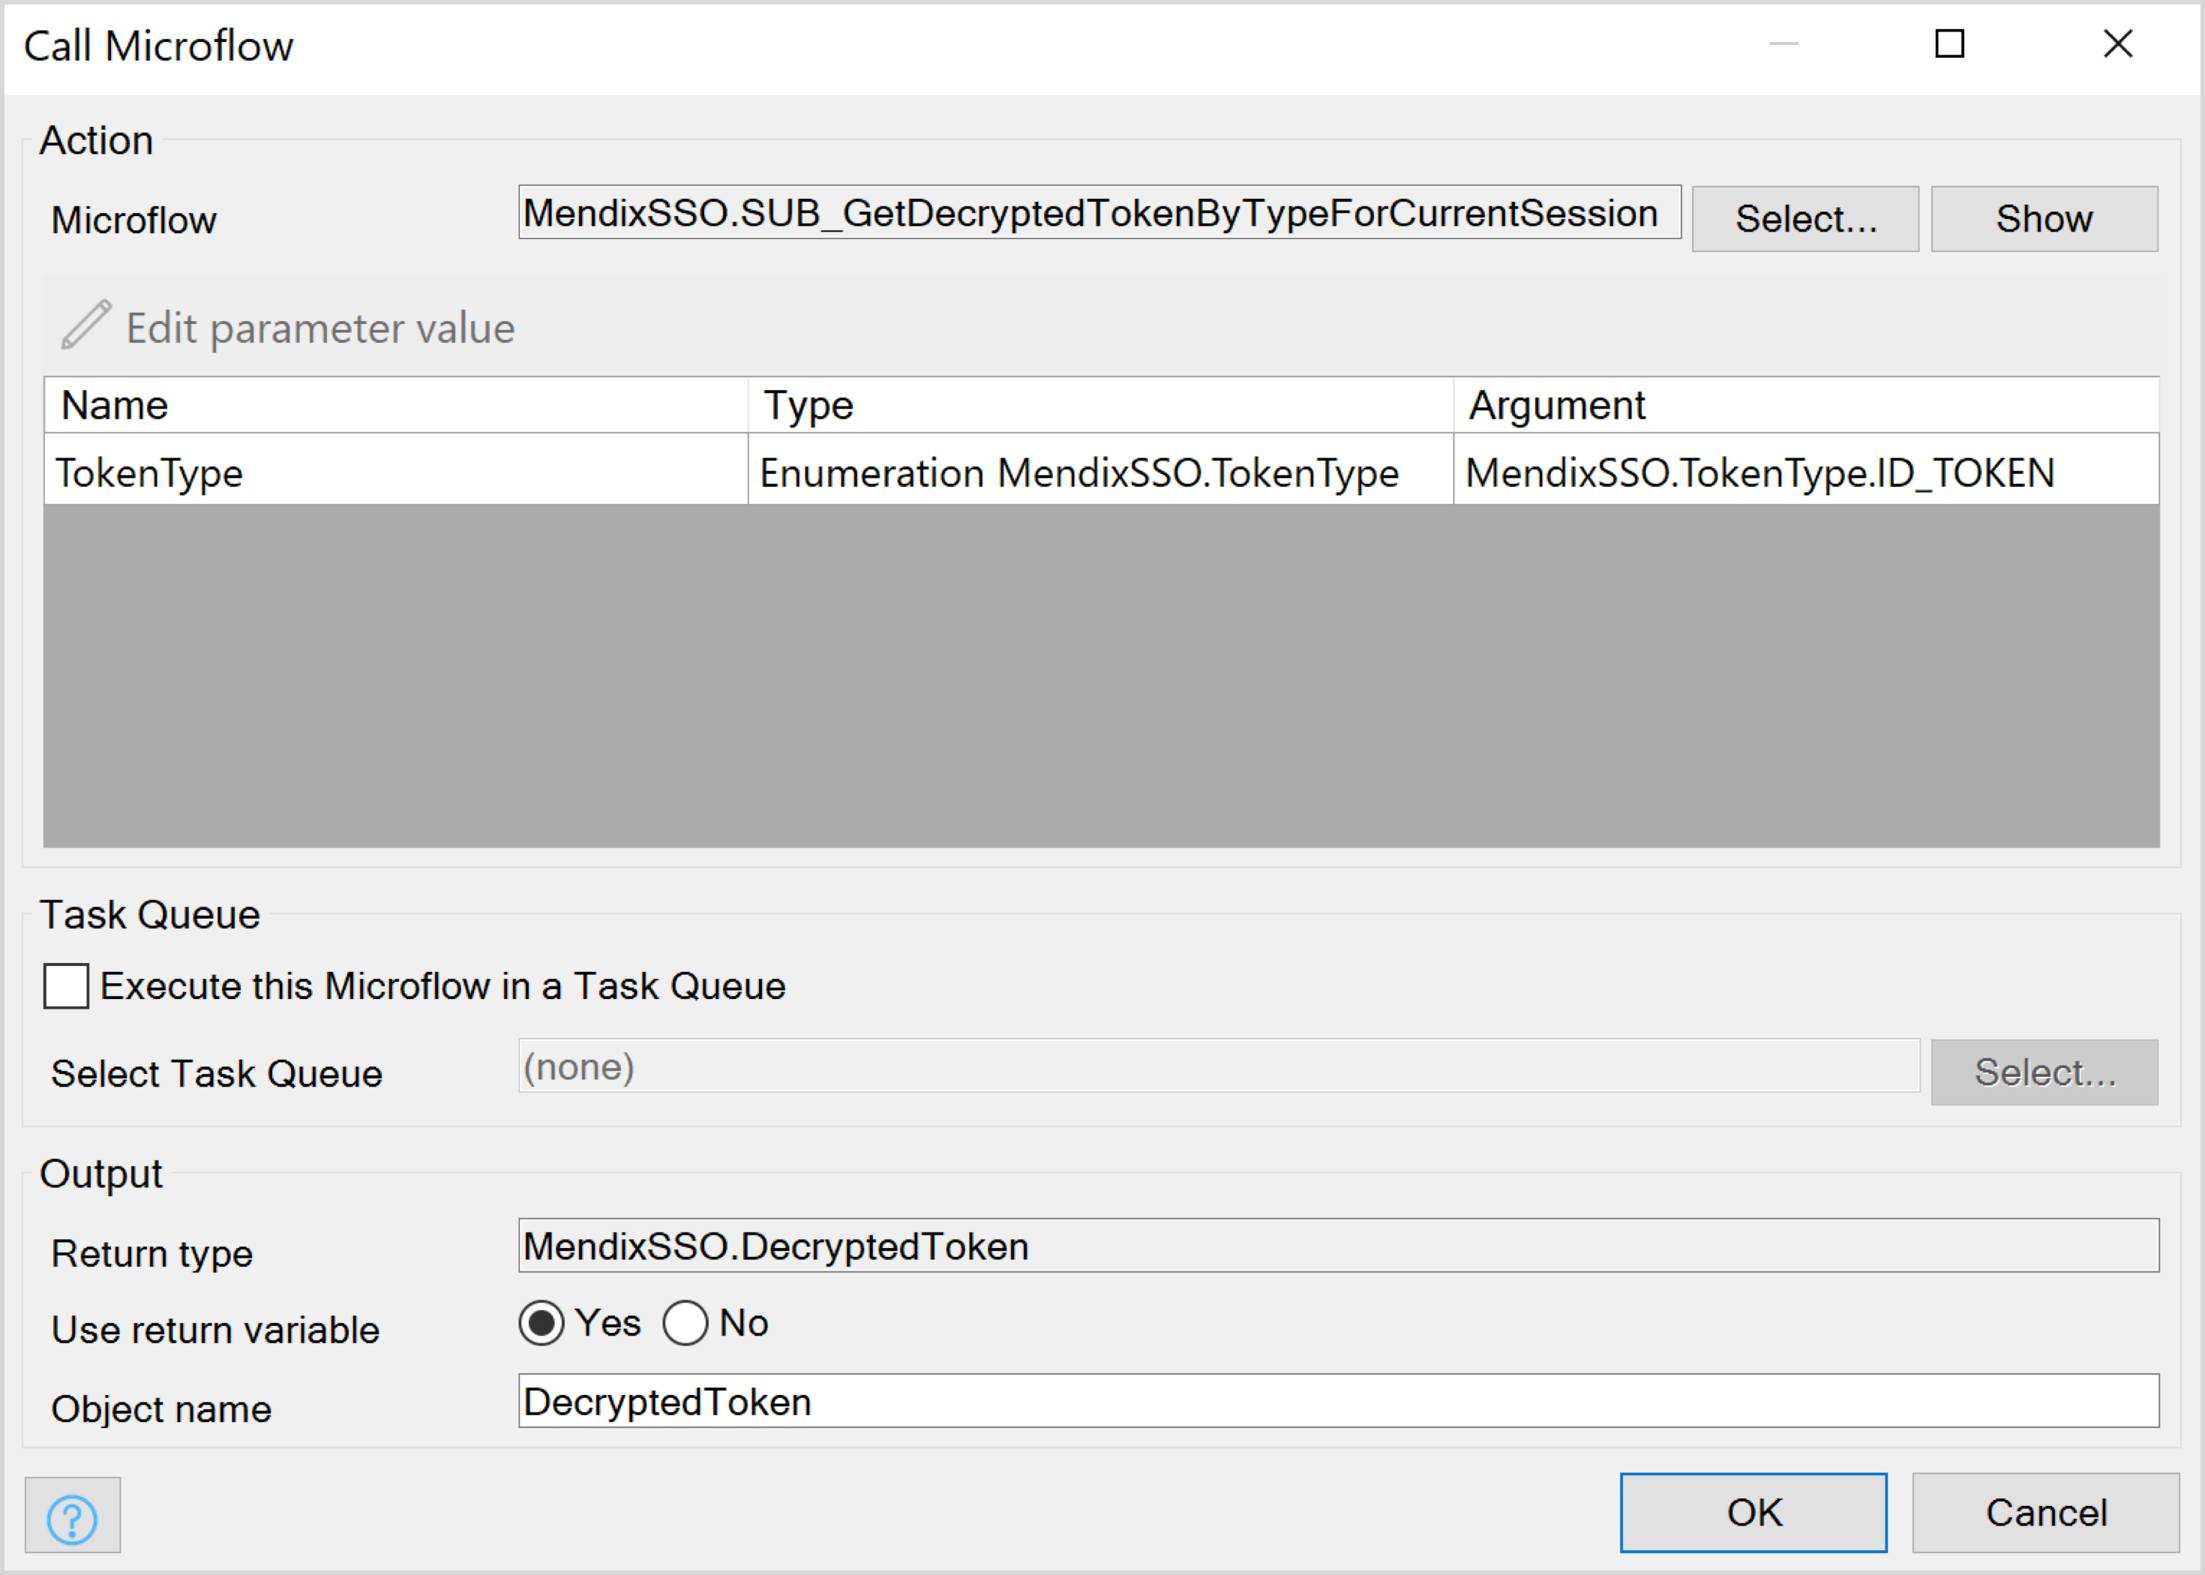 Call Microflow
Action
Microflow MendixSSO.SUB_GetDecryptedTokenByTypeForCurrentSession Select... Show
Edit parameter value
Name Type Argument
TokenType Enumeration MendixSSO.TokenType MendixSSO.TokenType.ID_TOKEN
Task Queue
Execute this Microflow in a Task Queue
Select Task Queue (none) Select...
Output
Return type MendixSSO.DecryptedToken
Use return variable Yes No
Object name DecryptedToken
? OK Cancel